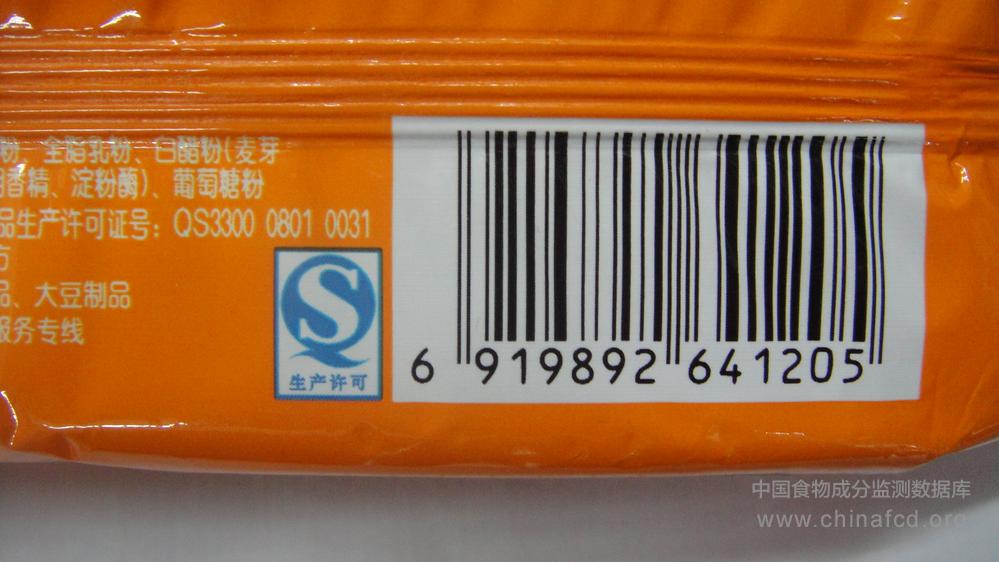 粉、全脂乳粉、白醋粉(麦芽
用香精、淀粉酶)、葡萄糖粉
品生产许可证号：QS3300 0801 0031
方
品、大豆制品
服务专线
生产许可
6 919892 641205
中国食物成分监测数据库
www.chinafcd.org